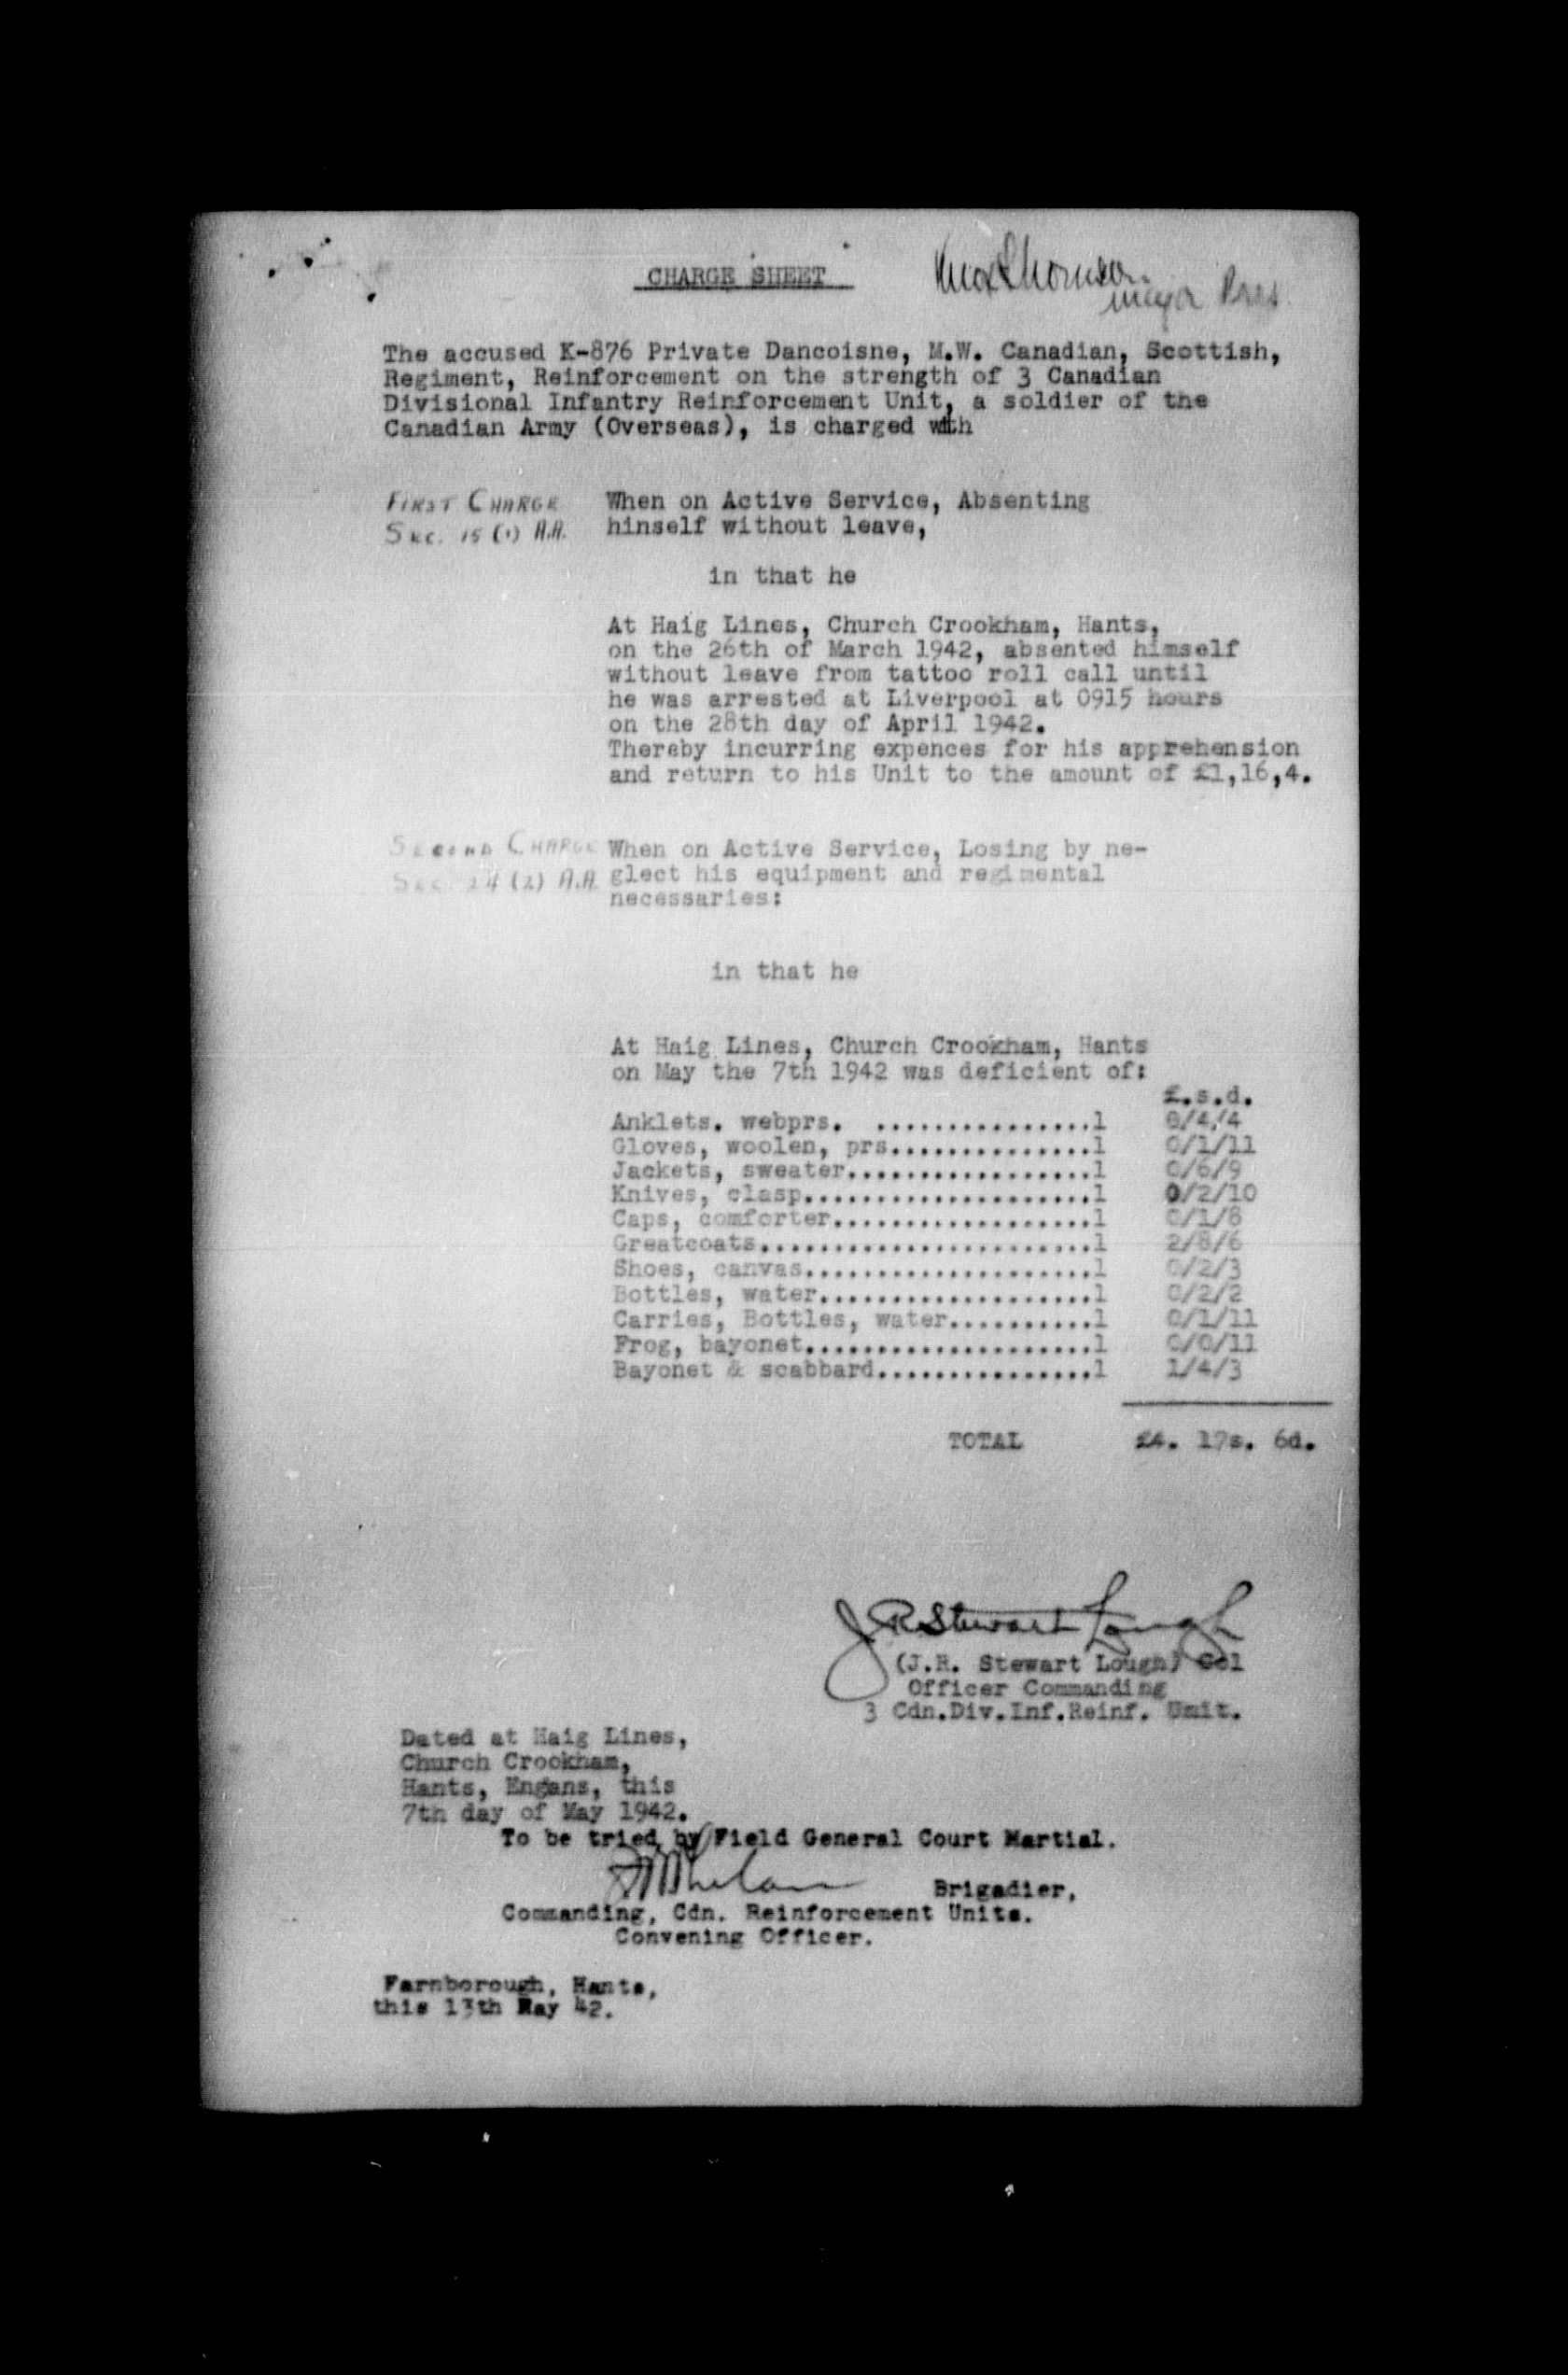 CHARGE SHEET
Thomson
Major Pres.
The accused K-876 Private Dancoisne, M.W. Canadian, Scottish,
Regiment, Reinforcement on the strength of 3 Canadian
Divisional Infantry Reinforcement Unit, a soldier of the
Canadian Army (Overseas), is charged with
FIRST CHARGE
SEC. 15 (1) A.A.
When on Active Service, Absenting
himself without leave,
in that he
At Haig Lines, Church Crookham, Hants,
on the 26th of March 1942, absented himself
without leave from tattoo roll call until
he was arrested at Liverpool at 0915 hours
on the 28th day of April 1942.
Thereby incurring expences for his apprehension
and return to his Unit to the amount of £1,16,4.
SECOND CHARGE
SEC. 24 (2) A.A.
When on Active Service, Losing by ne-
glect his equipment and regimental
necessaries:
in that he
At Haig Lines, Church Crookham, Hants
on May the 7th 1942 was deficient of:
£.s.d.
Anklets. webprs. ...............1 0/4/4
Gloves, woolen, prs..............1 0/1/11
Jackets, sweater.................1 0/6/9
Knives, clasp....................1 0/2/10
Caps, comforter..................1 0/1/8
Greatcoats.......................1 2/8/6
Shoes, canvas....................1 0/2/3
Bottles, water...................1 0/2/2
Carries, Bottles, water..........1 0/1/11
Frog, bayonet....................1 0/0/11
Bayonet & scabbard...............1 1/4/3
TOTAL £4. 17s. 6d.
J R Stewart Lough
(J.R. Stewart Lough) Col
Officer Commanding
3 Cdn.Div.Inf.Reinf. Unit.
Dated at Haig Lines,
Church Crookham,
Hants, Engans, this
7th day of May 1942.
To be tried by Field General Court Martial.
Brigadier,
Commanding, Cdn. Reinforcement Units.
Convening Officer.
Farnborough, Hants,
this 13th May 42.